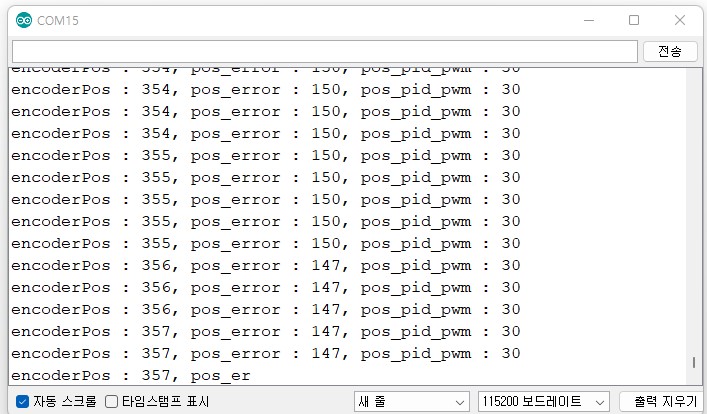 COM15
전송
encoderPos : 354, pos_error : 150, pos_pid_pwm : 30
encoderPos : 354, pos_error : 150, pos_pid_pwm : 30
encoderPos : 354, pos_error : 150, pos_pid_pwm : 30
encoderPos : 354, pos_error : 150, pos_pid_pwm : 30
encoderPos : 355, pos_error : 150, pos_pid_pwm : 30
encoderPos : 355, pos_error : 150, pos_pid_pwm : 30
encoderPos : 355, pos_error : 150, pos_pid_pwm : 30
encoderPos : 355, pos_error : 150, pos_pid_pwm : 30
encoderPos : 355, pos_error : 150, pos_pid_pwm : 30
encoderPos : 356, pos_error : 147, pos_pid_pwm : 30
encoderPos : 356, pos_error : 147, pos_pid_pwm : 30
encoderPos : 356, pos_error : 147, pos_pid_pwm : 30
encoderPos : 357, pos_error : 147, pos_pid_pwm : 30
encoderPos : 357, pos_error : 147, pos_pid_pwm : 30
encoderPos : 357, pos_er
자동 스크롤 타임스탬프 표시 새 줄 115200 보드레이트 출력 지우기